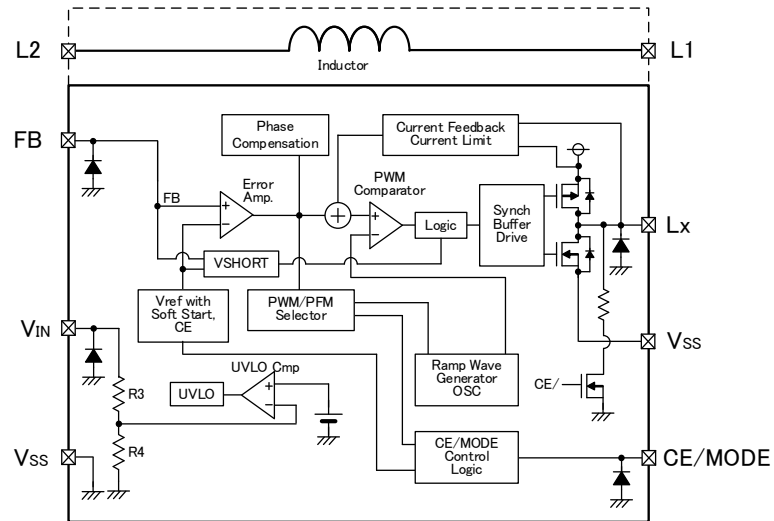 L2
L1
Inductor
FB
Phase
Compensation
Current Feedback
Current Limit
Error
Amp.
PWM
Comparator
FB
+
−
+
+
−
Logic
Synch
Buffer
Drive
Lx
VSHORT
Vref with
Soft Start,
CE
PWM/PFM
Selector
VIN
VSS
R3
UVLO Cmp
UVLO
+
−
Ramp Wave
Generator
OSC
CE/
R4
VSS
CE/MODE
Control
Logic
CE/MODE